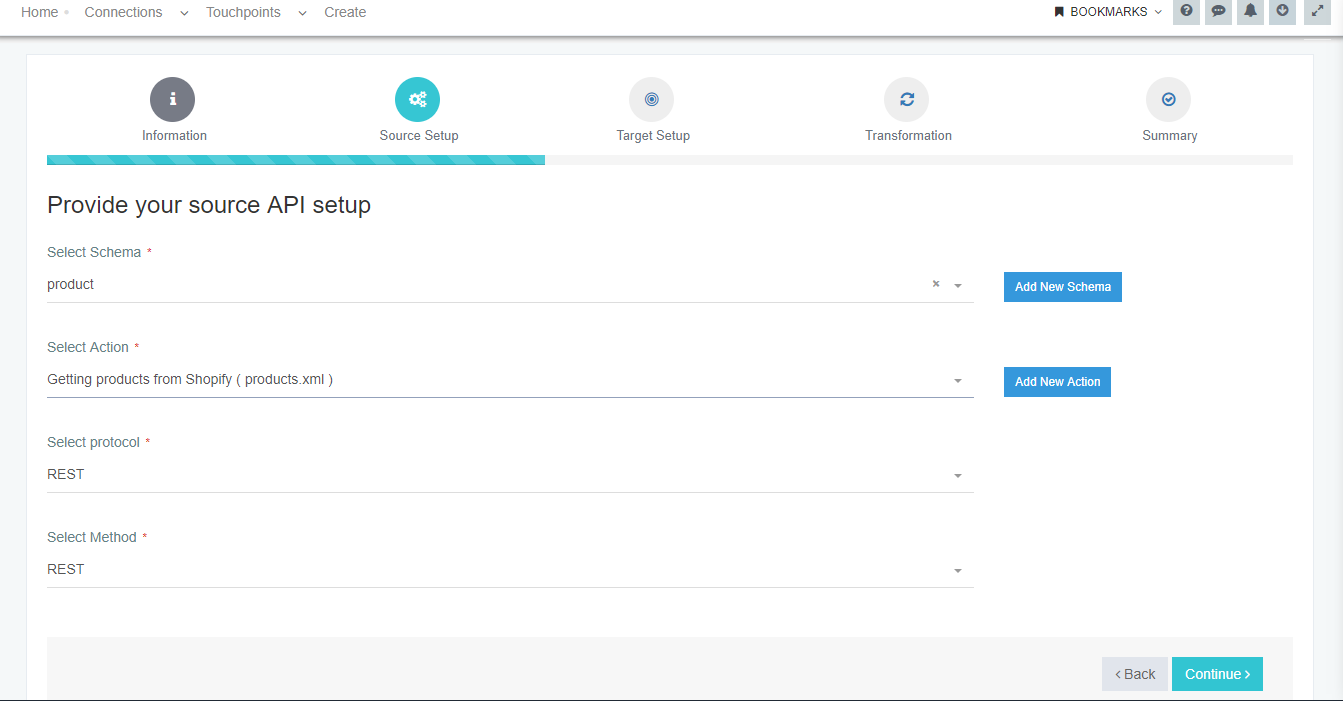 Home Connections Touchpoints Create BOOKMARKS
Information Source Setup Target Setup Transformation Summary
Provide your source API setup
Select Schema *
product × Add New Schema
Select Action *
Getting products from Shopify ( products.xml ) Add New Action
Select protocol *
REST
Select Method *
REST
< Back Continue >